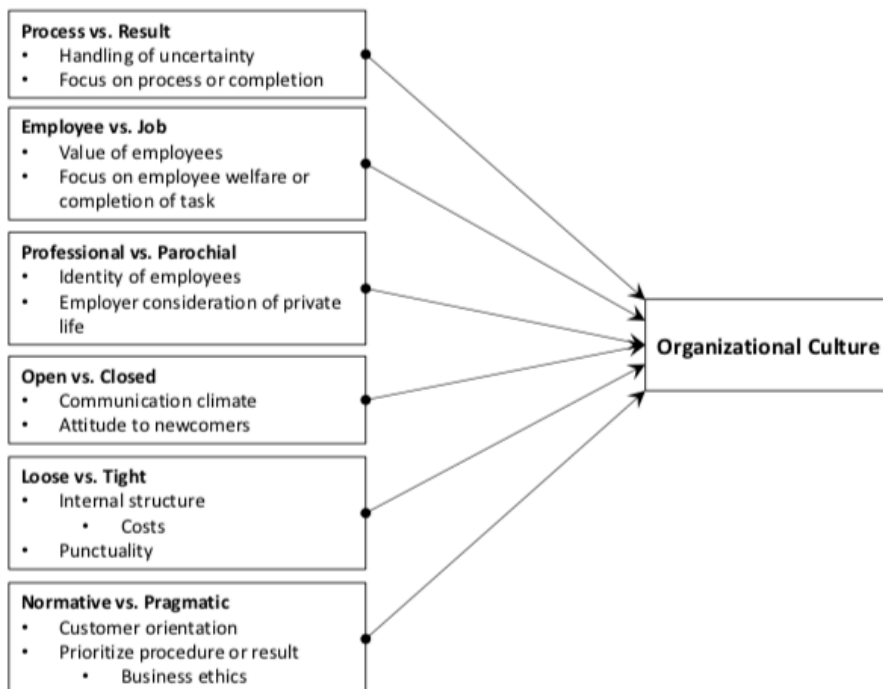 Process vs. Result
• Handling of uncertainty
• Focus on process or completion
Employee vs. Job
• Value of employees
• Focus on employee welfare or
completion of task
Professional vs. Parochial
• Identity of employees
• Employer consideration of private
life
Organizational Culture
Open vs. Closed
• Communication climate
• Attitude to newcomers
Loose vs. Tight
• Internal structure
• Costs
• Punctuality
Normative vs. Pragmatic
• Customer orientation
• Prioritize procedure or result
• Business ethics